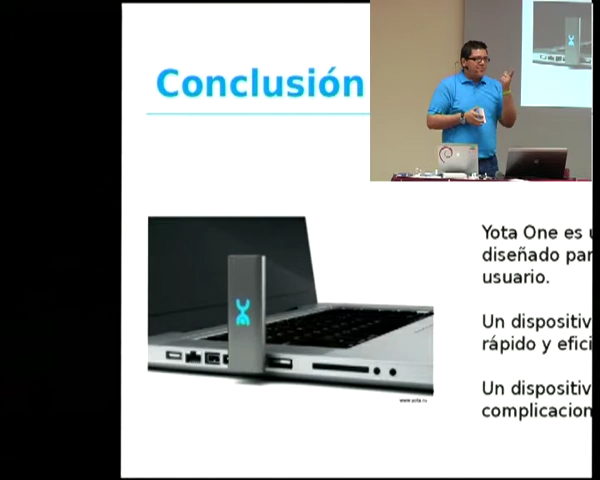 Conclusión
Yota One es
diseñado par
usuario.
Un dispositiv
rápido y efici
Un dispositiv
complicacion
www.yota.ru